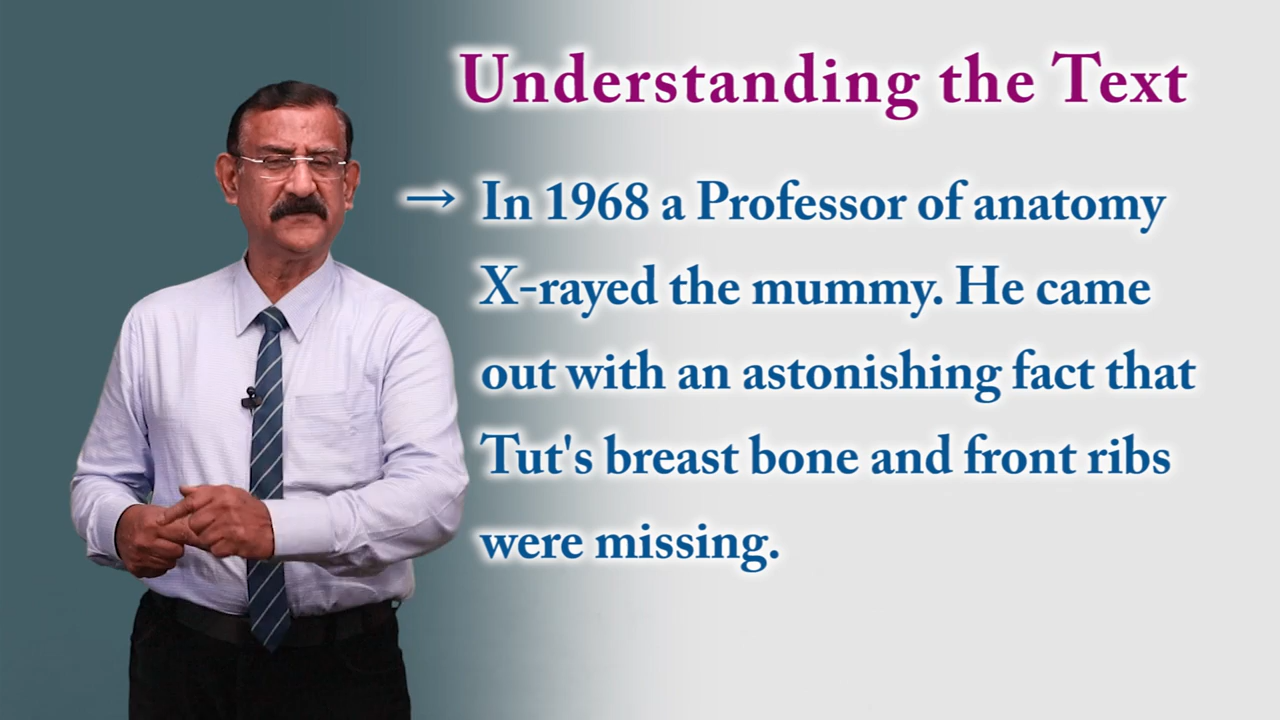 Understanding the Text
→ In 1968 a Professor of anatomy
X-rayed the mummy. He came
out with an astonishing fact that
Tut's breast bone and front ribs
were missing.